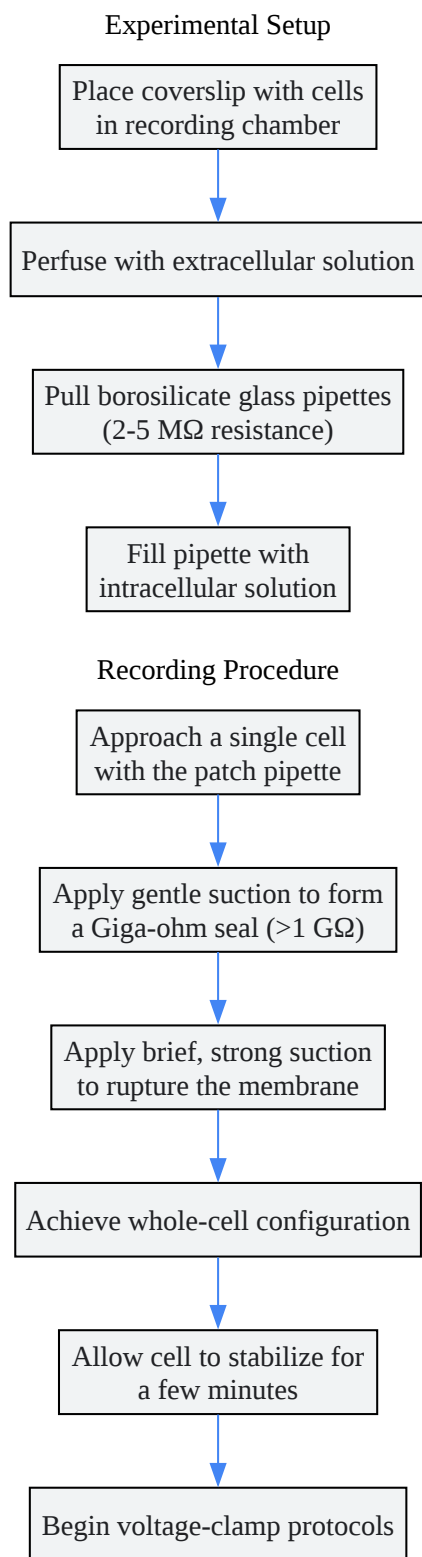 Experimental Setup
Place coverslip with cells
in recording chamber
Perfuse with extracellular solution
Pull borosilicate glass pipettes
(2-5 MΩ resistance)
Fill pipette with
intracellular solution
Recording Procedure
Approach a single cell
with the patch pipette
Apply gentle suction to form
a Giga-ohm seal (>1 GΩ)
Apply brief, strong suction
to rupture the membrane
Achieve whole-cell configuration
Allow cell to stabilize for
a few minutes
Begin voltage-clamp protocols